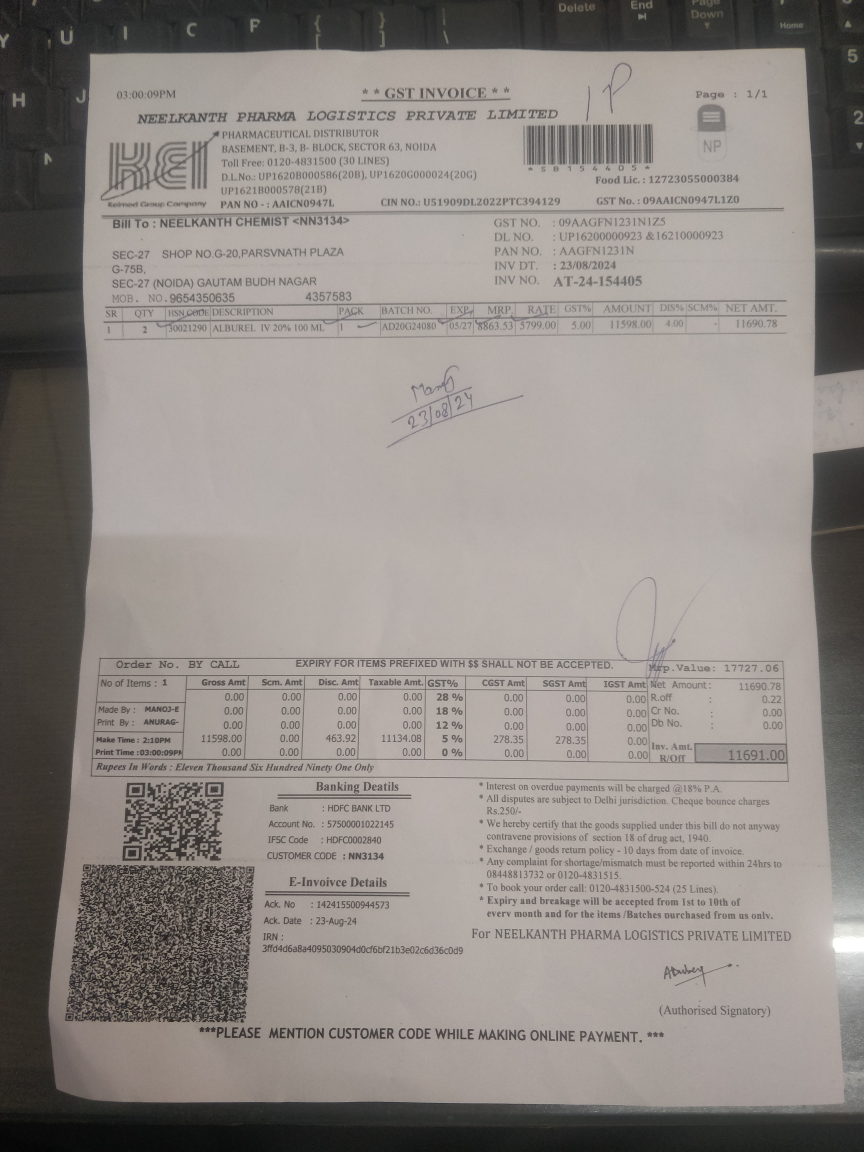 Delete End Page Down Home
Y U I C P { [ } ] | \
H J 5
N 2
03:00:09PM * * GST INVOICE * * 1P Page : 1/1
NEELKANTH PHARMA LOGISTICS PRIVATE LIMITED
KEI PHARMACEUTICAL DISTRIBUTOR
BASEMENT, B-3, B- BLOCK, SECTOR 63, NOIDA
Toll Free: 0120-4831500 (30 LINES) *SB154405* NP
D.L.No.: UP1620B000586(20B), UP1620G000024(20G) Food Lic. : 12723055000384
UP1621B000578(21B)
Keimed Group Company PAN NO - : AAICN0947L CIN NO.: U51909DL2022PTC394129 GST No. : 09AAICN0947L1Z0
Bill To : NEELKANTH CHEMIST <NN3134> GST NO. : 09AAGFN1231N1Z5
DL NO. : UP16200000923 &16210000923
SEC-27 SHOP NO.G-20,PARSVNATH PLAZA PAN NO. : AAGFN1231N
G-75B, INV DT. : 23/08/2024
SEC-27 (NOIDA) GAUTAM BUDH NAGAR INV NO. AT-24-154405
MOB. NO. 9654350635 4357583
SR QTY HSN CODE DESCRIPTION PACK BATCH NO. EXP. MRP. RATE GST% AMOUNT DIS% SCM% NET AMT.
1 2 30021290 ALBUREL IV 20% 100 ML 1 AD20G24080 05/27 8863.53 5799.00 5.00 11598.00 4.00 - 11690.78
23/08/24
Order No. BY CALL EXPIRY FOR ITEMS PREFIXED WITH $$ SHALL NOT BE ACCEPTED. Mrp.Value: 17727.06
No of Items : 1 Gross Amt Scm. Amt Disc. Amt Taxable Amt. GST% CGST Amt SGST Amt IGST Amt Net Amount : 11690.78
0.00 0.00 0.00 0.00 28 % 0.00 0.00 0.00 R.off : 0.22
Made By : MANOJ-E 0.00 0.00 0.00 0.00 18 % 0.00 0.00 0.00 Cr No. : 0.00
Print By : ANURAG- 0.00 0.00 0.00 0.00 12 % 0.00 0.00 0.00 Db No. : 0.00
Make Time : 2:10PM 11598.00 0.00 463.92 11134.08 5 % 278.35 278.35 0.00
Print Time :03:00:09PM 0.00 0.00 0.00 0.00 0 % 0.00 0.00 0.00 Inv. Amt. R/Off 11691.00
Rupees In Words : Eleven Thousand Six Hundred Ninety One Only
Banking Deatils
Bank : HDFC BANK LTD
Account No. : 57500001022145
IFSC Code : HDFC0002840
CUSTOMER CODE : NN3134
E-Invoivce Details
Ack. No : 142415500944573
Ack. Date : 23-Aug-24
IRN :
3ffd4d6a8a4095030904d0cf6bf21b3e02c6d36c0d9
* Interest on overdue payments will be charged @18% P.A.
* All disputes are subject to Delhi jurisdiction. Cheque bounce charges
Rs.250/-
* We hereby certify that the goods supplied under this bill do not anyway
contravene provisions of section 18 of drug act, 1940.
* Exchange / goods return policy - 10 days from date of invoice.
* Any complaint for shortage/mismatch must be reported within 24hrs to
08448813732 or 0120-4831515.
* To book your order call: 0120-4831500-524 (25 Lines).
* Expiry and breakage will be accepted from 1st to 10th of
every month and for the items /Batches purchased from us only.
For NEELKANTH PHARMA LOGISTICS PRIVATE LIMITED
(Authorised Signatory)
***PLEASE MENTION CUSTOMER CODE WHILE MAKING ONLINE PAYMENT. ***